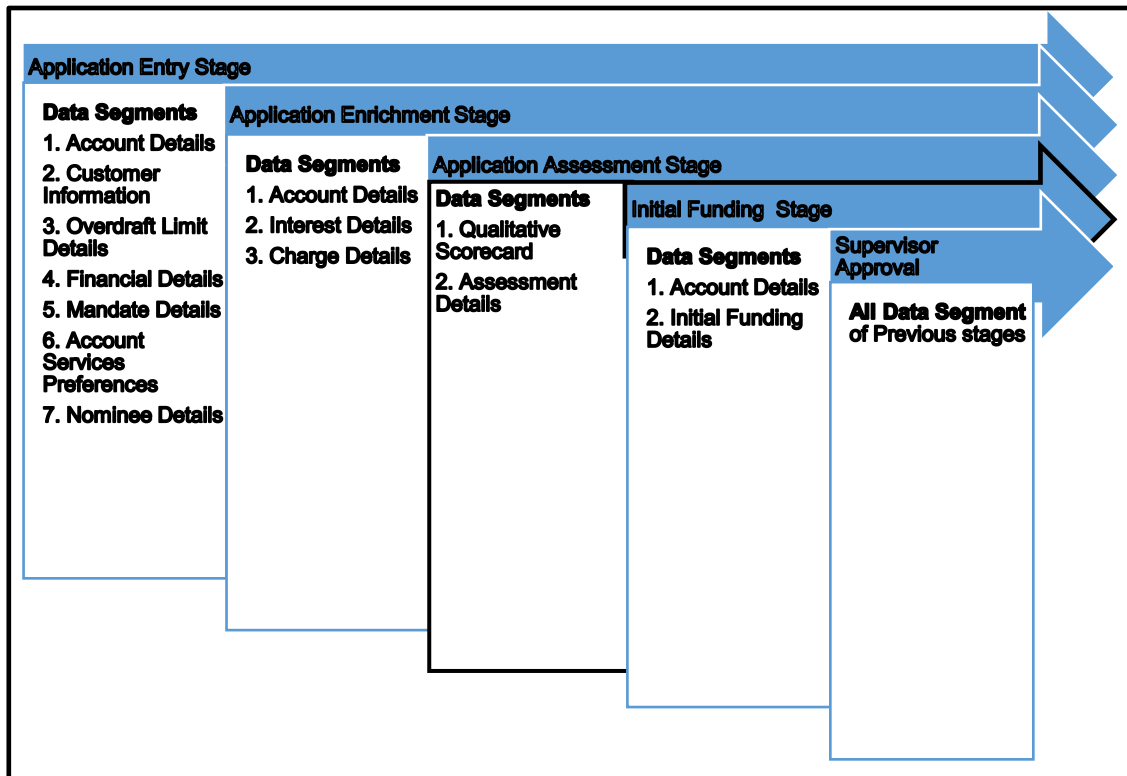 Application Entry Stage
Data Segments
1. Account Details
2. Customer
Information
3. Overdraft Limit
Details
4. Financial Details
5. Mandate Details
6. Account
Services
Preferences
7. Nominee Details
Application Enrichment Stage
Data Segments
1. Account Details
2. Interest Details
3. Charge Details
Application Assessment Stage
Data Segments
1. Qualitative
Scorecard
2. Assessment
Details
Initial Funding Stage
Data Segments
1. Account Details
2. Initial Funding
Details
Supervisor
Approval
All Data Segment
of Previous stages